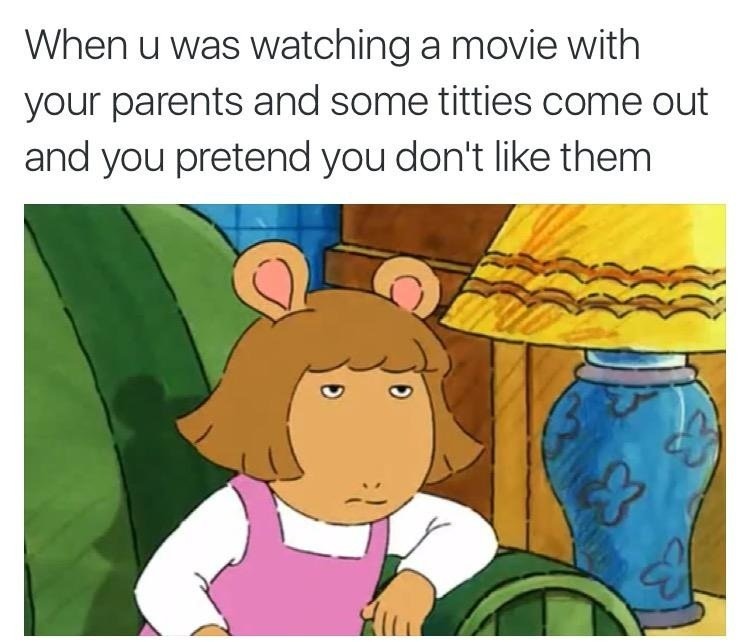 When u was watching a movie with
your parents and some titties come out
and you pretend you don't like them